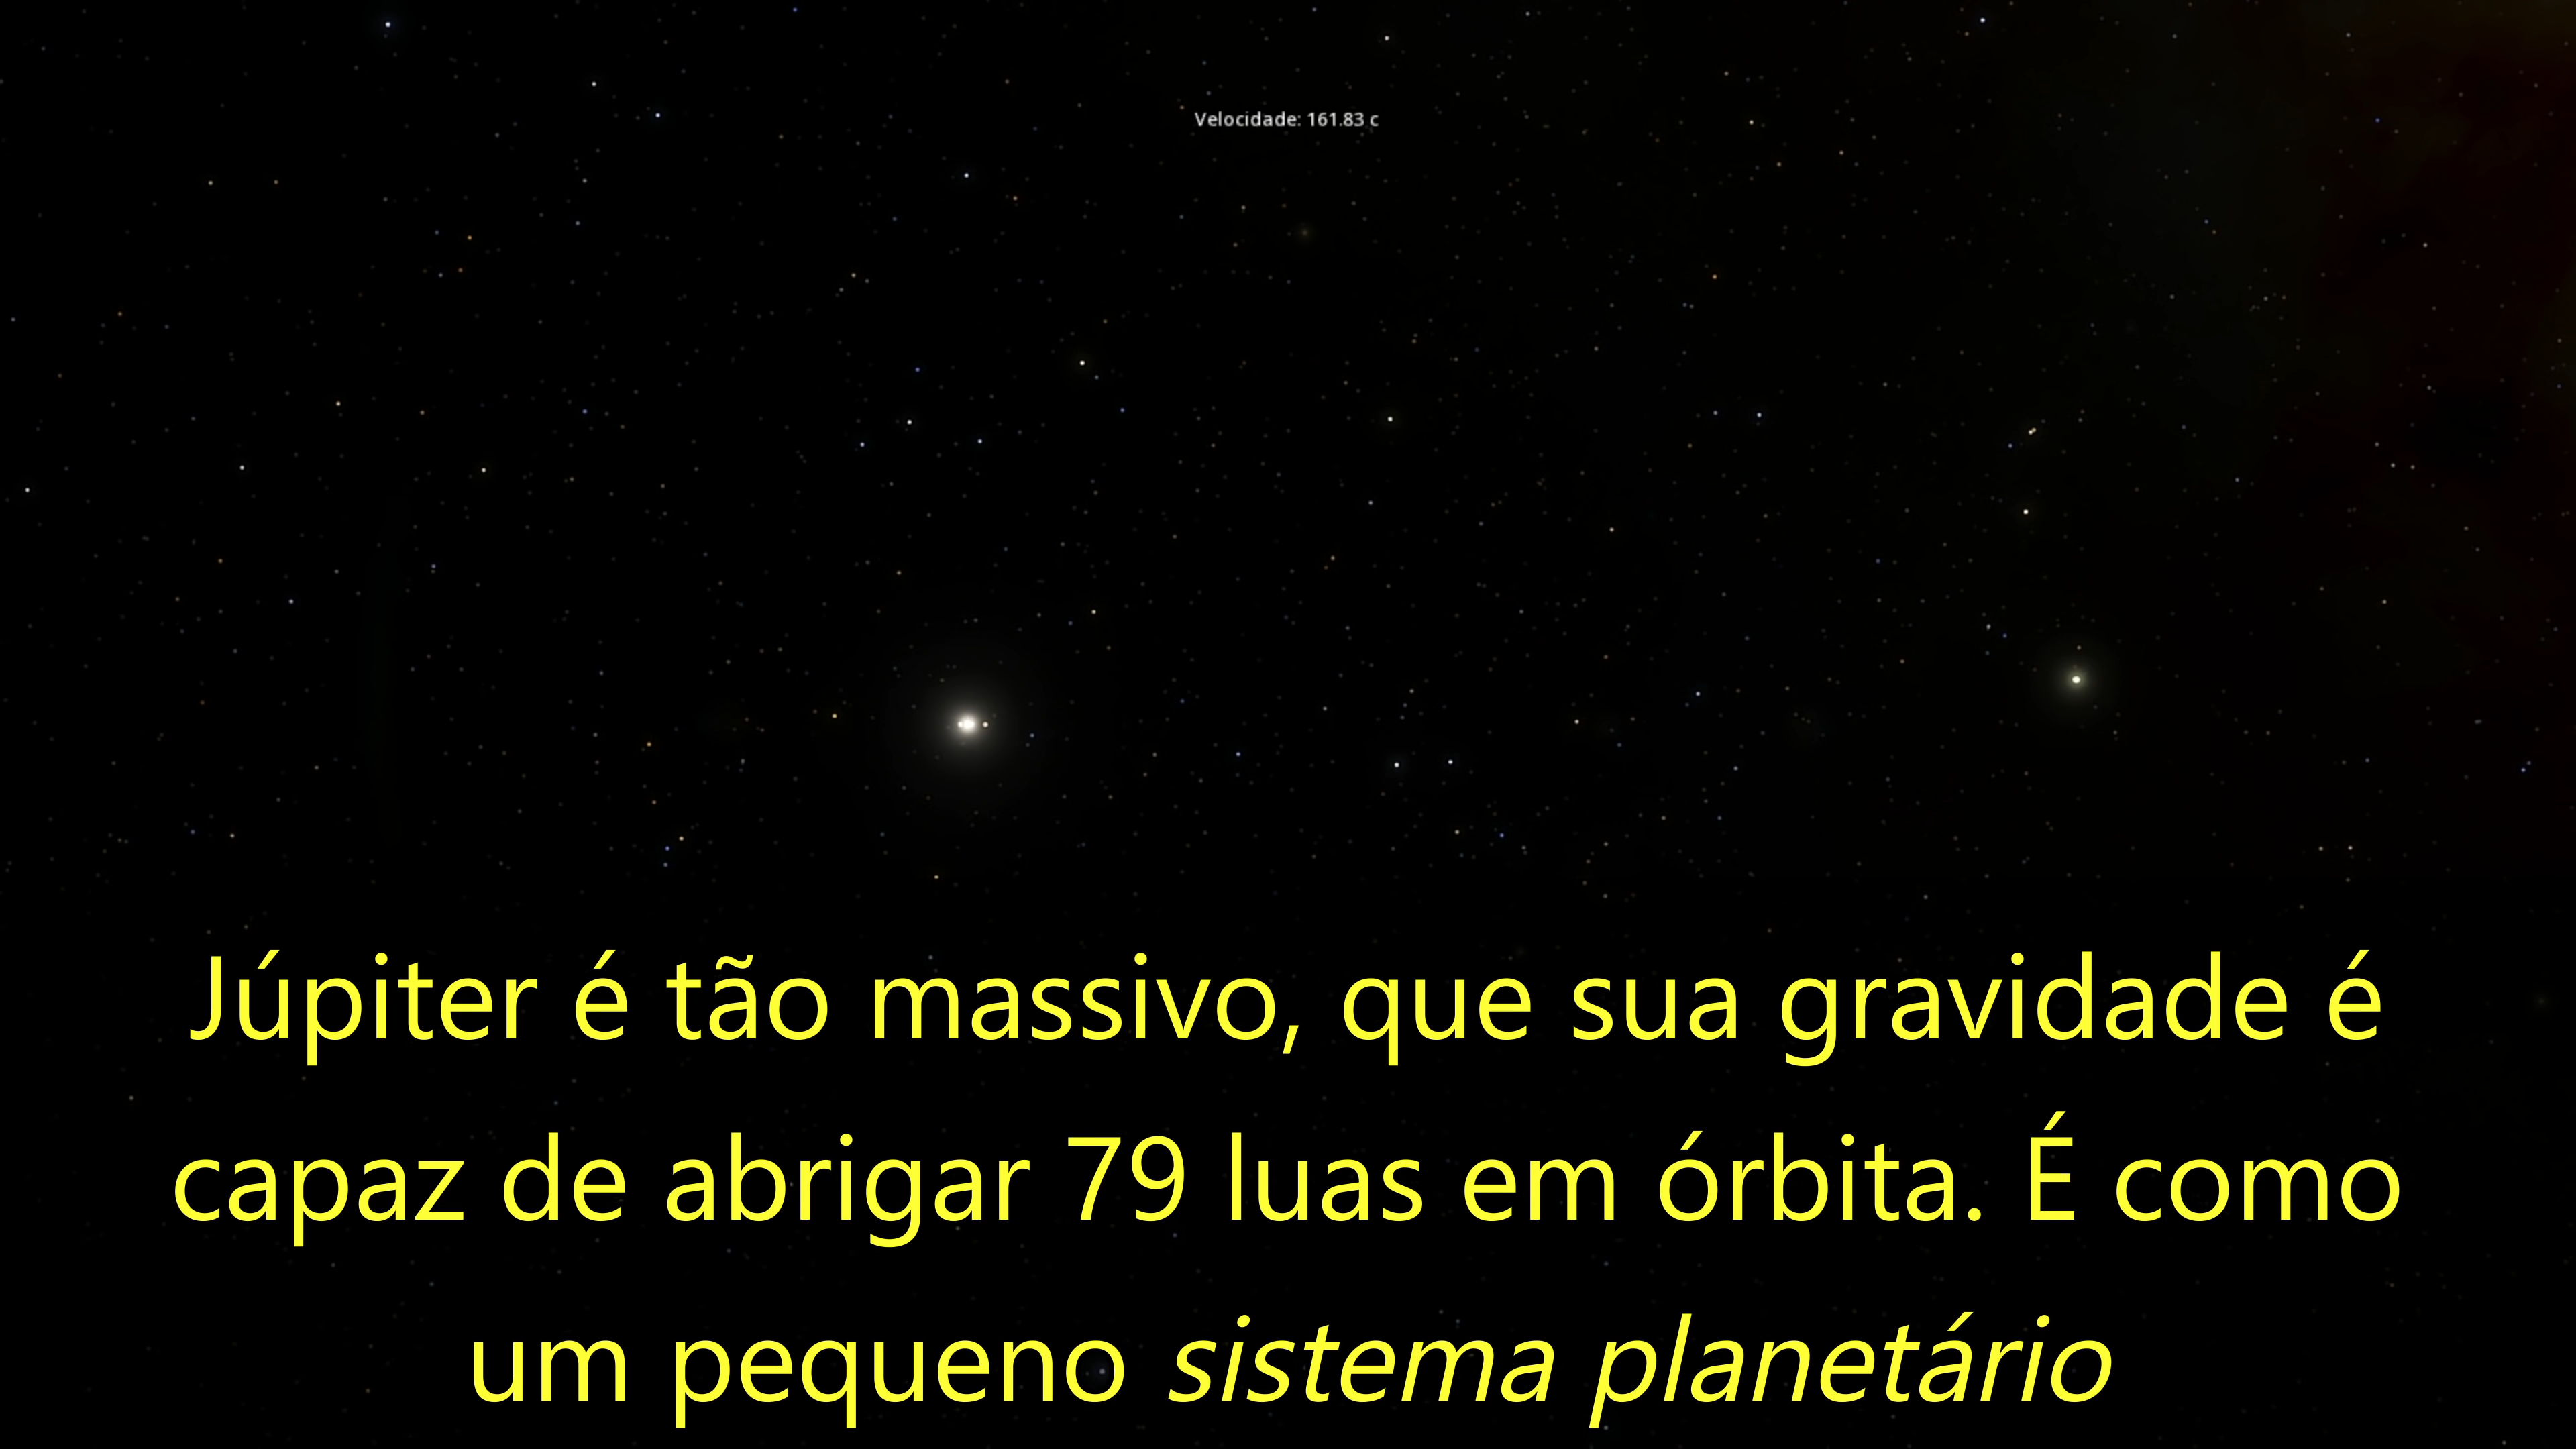 Velocidade: 161.83 c
Júpiter é tão massivo, que sua gravidade é
capaz de abrigar 79 luas em órbita. É como
um pequeno sistema planetário